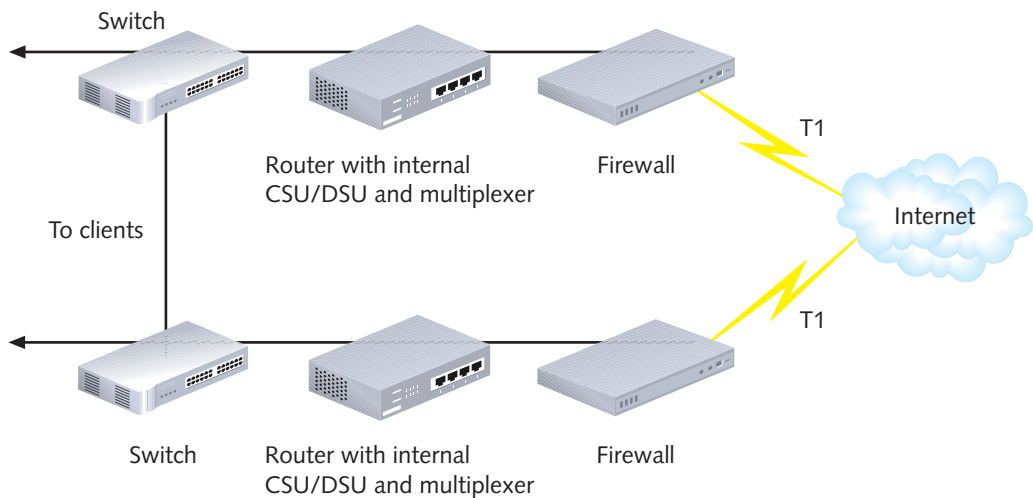 Switch
T1
Router with internal
CSU/DSU and multiplexer
Firewall
Internet
To clients
T1
Switch
Router with internal
CSU/DSU and multiplexer
Firewall